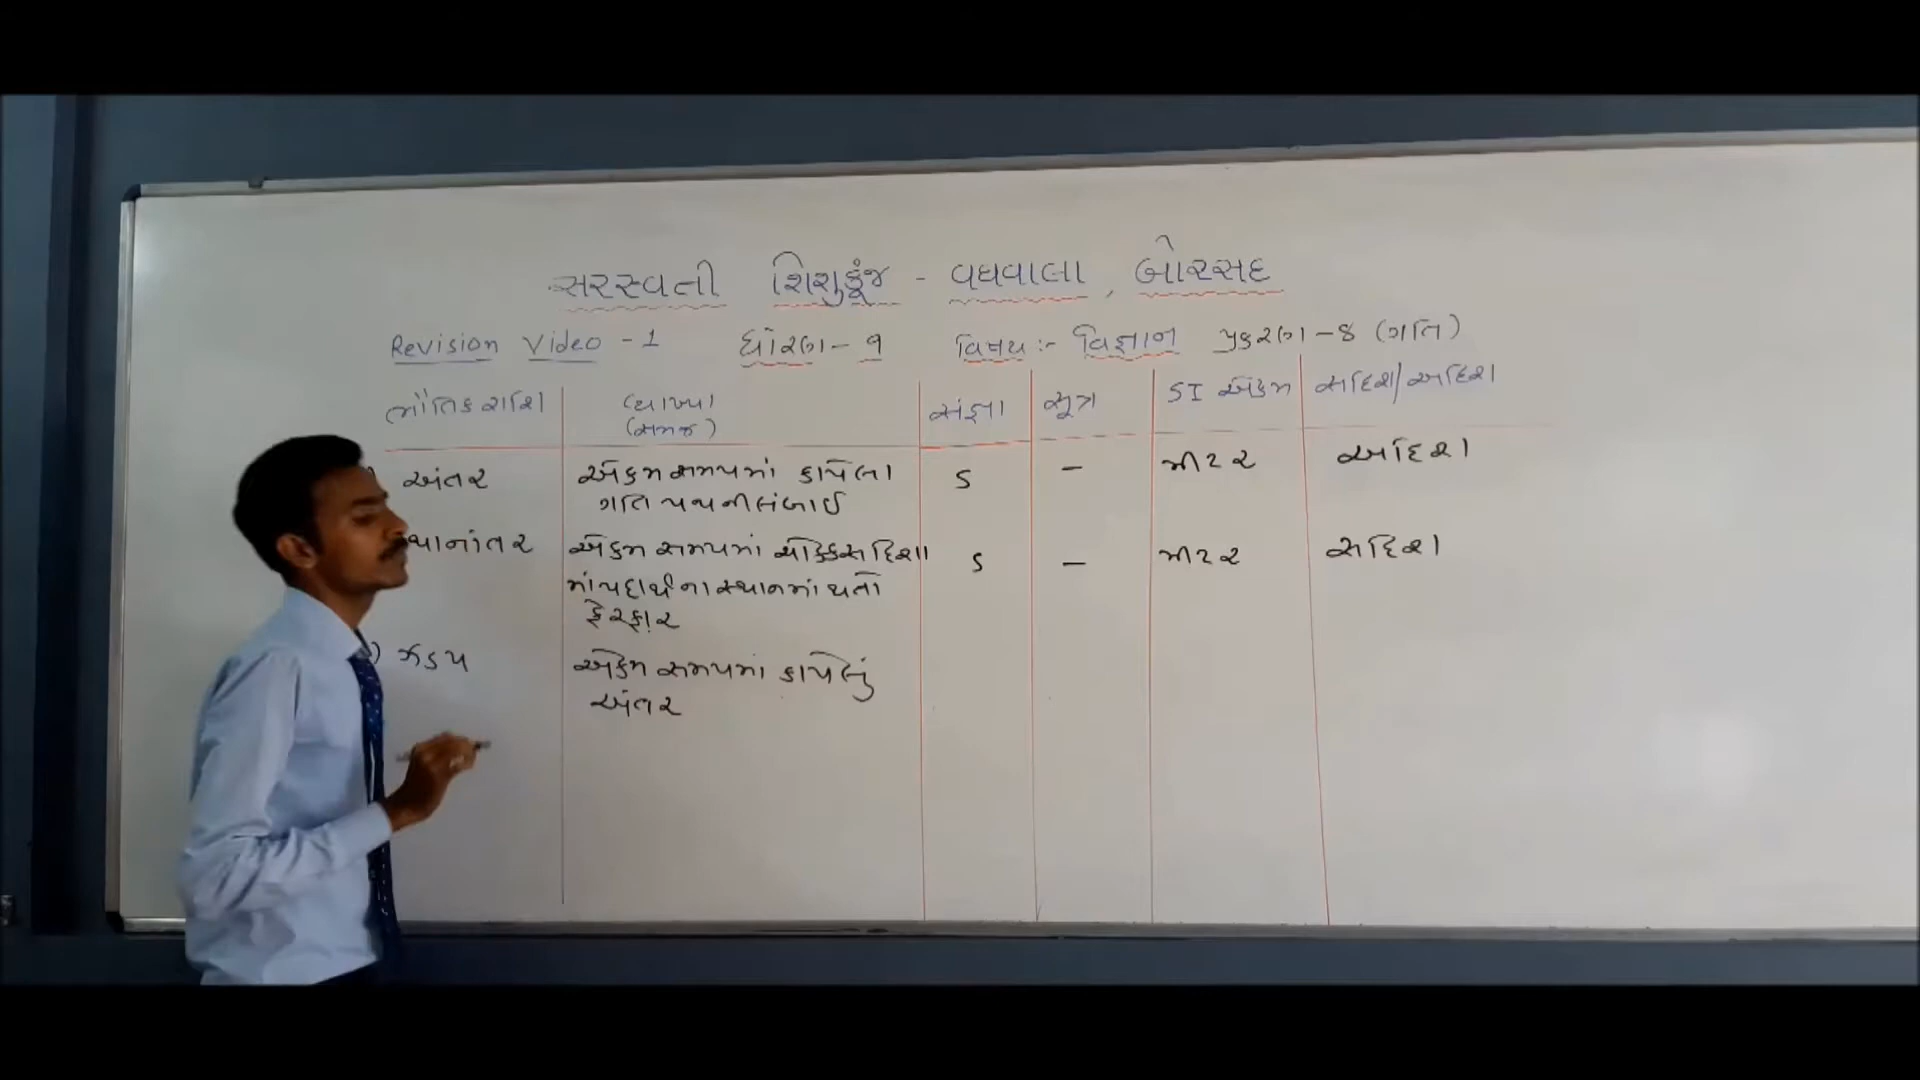 સરસ્વતી શિશુકુંજ - વઘવાલા, બોરસદ
Revision Video - 1 ધોરણ - ૯ વિષય :- વિજ્ઞાન પ્રકરણ - ૪ (ગતિ)
ભૌતિક રાશિ વ્યાખ્યા (સમજ) સંજ્ઞા સૂત્ર SI એકમ સદિશ/અદિશ
અંતર એકમ સમયમાં કાપેલા S - મીટર અદિશ
ગતિ પથની લંબાઈ
સ્થાનાંતર એકમ સમયમાં ચોક્કસ દિશા S - મીટર સદિશ
માં પદાર્થના સ્થાનમાં થતો
ફેરફાર
) ઝડપ એકમ સમયમાં કાપેલું
અંતર